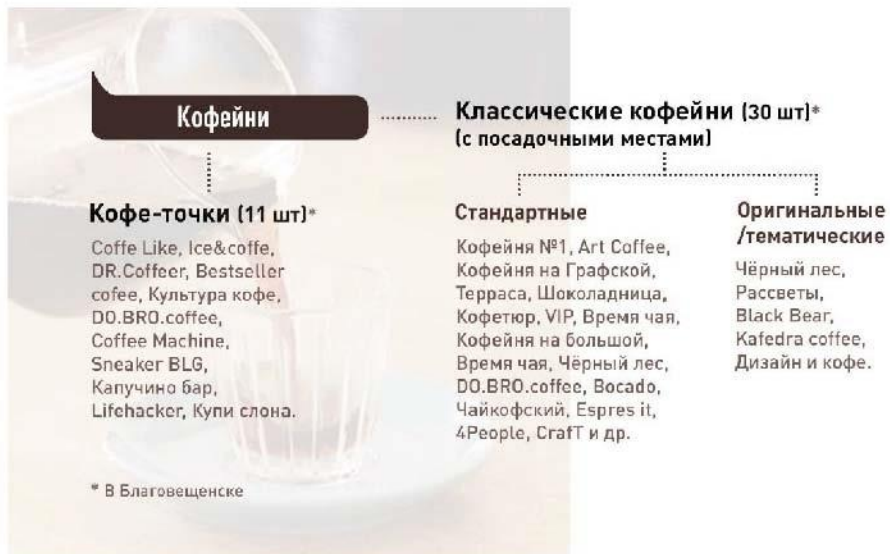 Кофейни
Классические кофейни (30 шт)*
(с посадочными местами)
Кофе-точки (11 шт)*
Coffe Like, Ice&coffe,
DR.Coffeer, Bestseller
cofee, Культура кофе,
DO.BRO.coffee,
Coffee Machine,
Sneaker BLG,
Капучино бар,
Lifehacker, Купи слона.
Стандартные
Кофейня №1, Art Coffee,
Кофейня на Графской,
Терраса, Шоколадница,
Кофетюр, VIP, Время чая,
Кофейня на большой,
Время чая, Чёрный лес,
DO.BRO.coffee, Bocado,
Чайкофский, Espres it,
4People, CrafT и др.
Оригинальные
/тематические
Чёрный лес,
Рассветы,
Black Bear,
Kafedra coffee,
Дизайн и кофе.
* В Благовещенске